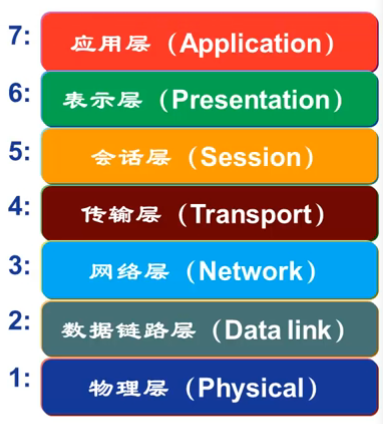 7: 应用层（Application）
6: 表示层（Presentation）
5: 会话层（Session）
4: 传输层（Transport）
3: 网络层（Network）
2: 数据链路层（Data link）
1: 物理层（Physical）